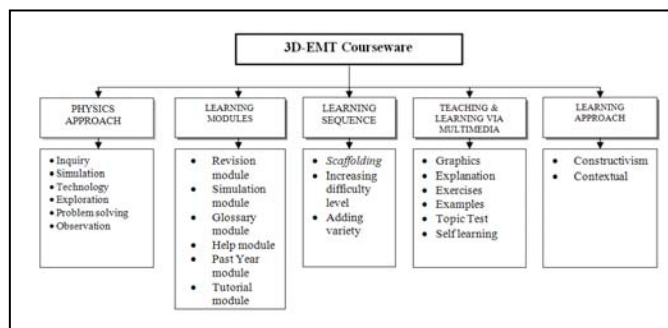 3D-EMT Courseware
PHYSICS
APPROACH
• Inquiry
• Simulation
• Technology
• Exploration
• Problem solving
• Observation
LEARNING
MODULES
• Revision
module
• Simulation
module
• Glossary
module
• Help module
• Past Year
module
• Tutorial
module
LEARNING
SEQUENCE
• Scaffolding
• Increasing
difficulty
level
• Adding
variety
TEACHING &
LEARNING VIA
MULTIMEDIA
• Graphics
• Explanation
• Exercises
• Examples
• Topic Test
• Self learning
LEARNING
APPROACH
• Constructivism
• Contextual